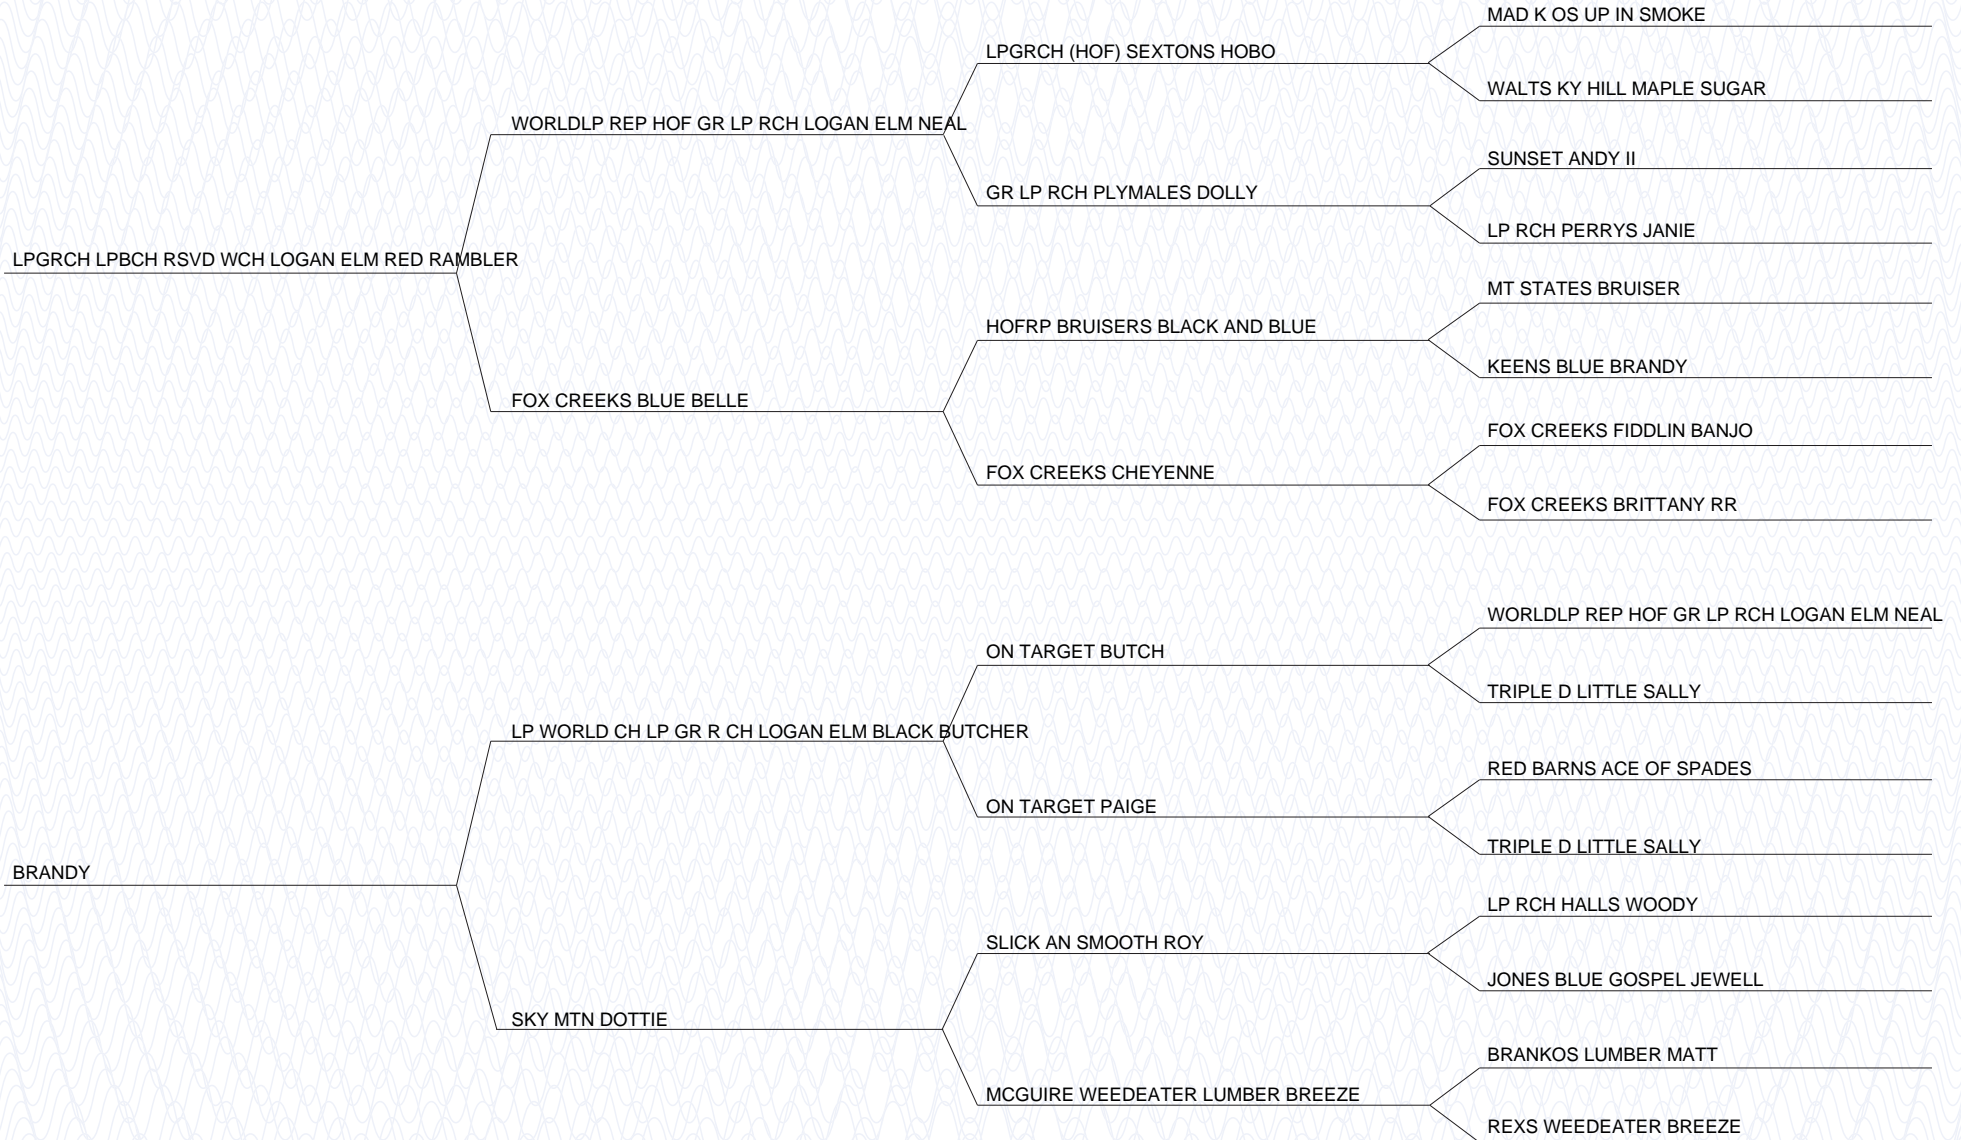 MAD K OS UP IN SMOKE
LPGRCH (HOF) SEXTONS HOBO
WALTS KY HILL MAPLE SUGAR
WORLDLP REP HOF GR LP RCH LOGAN ELM NEAL
SUNSET ANDY II
GR LP RCH PLYMALES DOLLY
LP RCH PERRYS JANIE
LPGRCH LPBCH RSVD WCH LOGAN ELM RED RAMBLER
MT STATES BRUISER
HOFRP BRUISERS BLACK AND BLUE
KEENS BLUE BRANDY
FOX CREEKS BLUE BELLE
FOX CREEKS FIDDLIN BANJO
FOX CREEKS CHEYENNE
FOX CREEKS BRITTANY RR
WORLDLP REP HOF GR LP RCH LOGAN ELM NEAL
ON TARGET BUTCH
TRIPLE D LITTLE SALLY
LP WORLD CH LP GR R CH LOGAN ELM BLACK BUTCHER
RED BARNS ACE OF SPADES
ON TARGET PAIGE
TRIPLE D LITTLE SALLY
BRANDY
LP RCH HALLS WOODY
SLICK AN SMOOTH ROY
JONES BLUE GOSPEL JEWELL
SKY MTN DOTTIE
BRANKOS LUMBER MATT
MCGUIRE WEEDEATER LUMBER BREEZE
REXS WEEDEATER BREEZE